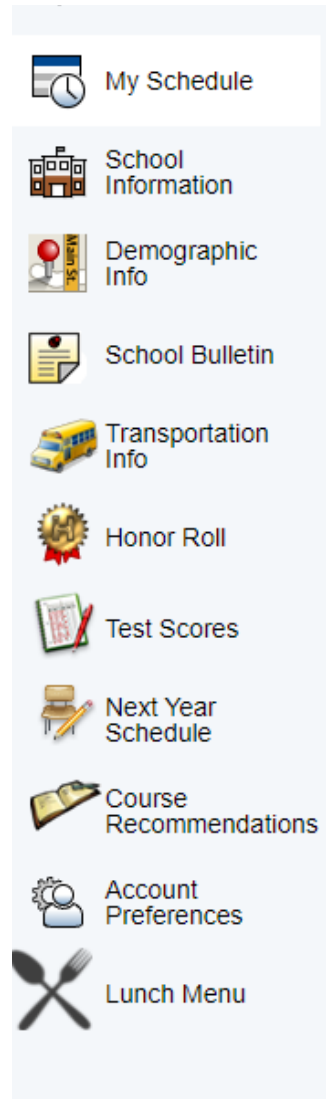 My Schedule
School
Information
Main St.
Demographic
Info
School Bulletin
Transportation
Info
H
Honor Roll
Test Scores
Next Year
Schedule
Course
Recommendations
Account
Preferences
Lunch Menu